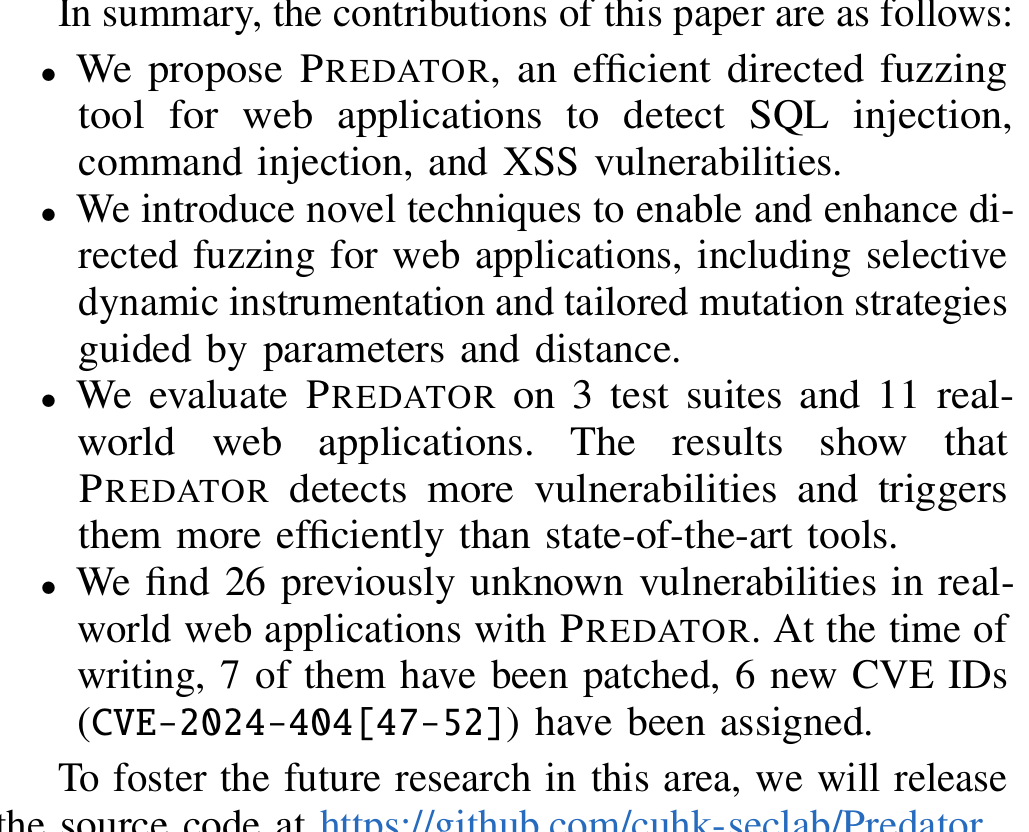 In summary, the contributions of this paper are as follows:
• We propose PREDATOR, an efficient directed fuzzing
tool for web applications to detect SQL injection,
command injection, and XSS vulnerabilities.
• We introduce novel techniques to enable and enhance di-
rected fuzzing for web applications, including selective
dynamic instrumentation and tailored mutation strategies
guided by parameters and distance.
• We evaluate PREDATOR on 3 test suites and 11 real-
world web applications. The results show that
PREDATOR detects more vulnerabilities and triggers
them more efficiently than state-of-the-art tools.
• We find 26 previously unknown vulnerabilities in real-
world web applications with PREDATOR. At the time of
writing, 7 of them have been patched, 6 new CVE IDs
(CVE-2024-404[47-52]) have been assigned.
To foster the future research in this area, we will release
the source code at https://github.com/cuhk-seclab/Predator